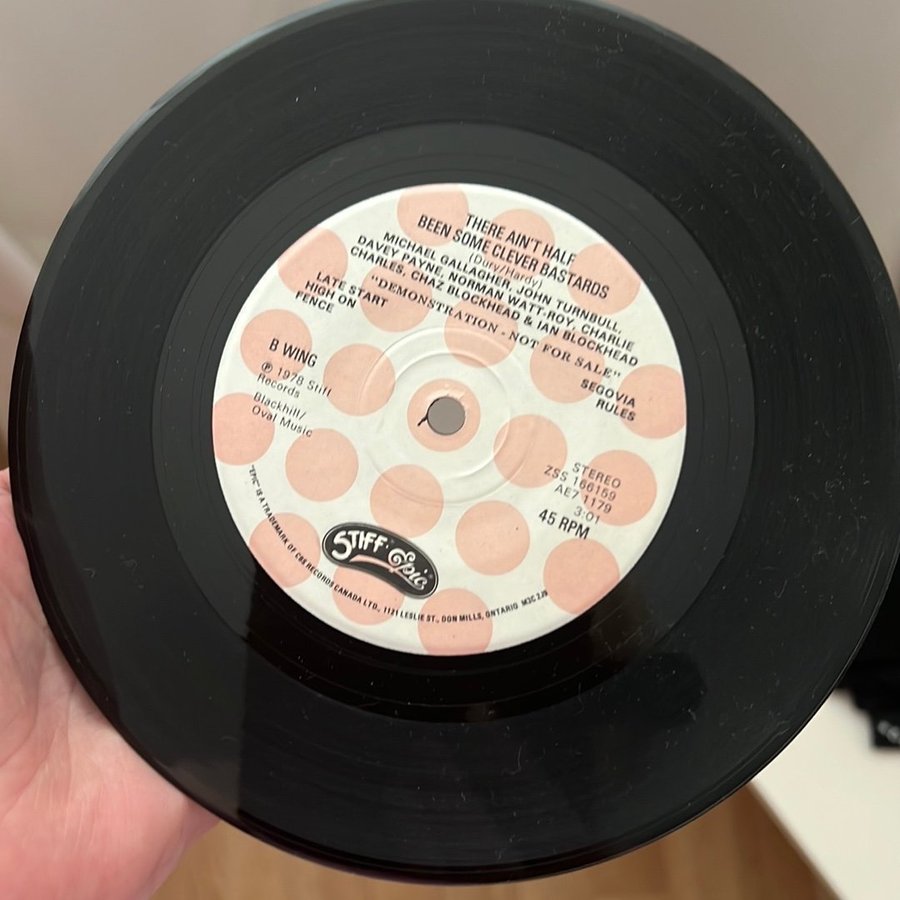 THERE AIN'T HALF
BEEN SOME CLEVER BASTARDS
(Dury/Hardy)
MICHAEL GALLAGHER, JOHN TURNBULL,
DAVEY PAYNE, NORMAN WATT-ROY, CHARLIE
CHARLES, CHAZ BLOCKHEAD & IAN BLOCKHEAD
"DEMONSTRATION - NOT FOR SALE"
LATE START
HIGH ON
FENCE
SEGOVIA
RULES
B WING
℗ 1978 Stiff
Records
Blackhill/
Oval Music
STEREO
ZSS 166159
AE7 1179
3:01
45 RPM
STIFF · Epic
"EPIC" IS A TRADEMARK OF CBS RECORDS CANADA LTD., 1121 LESLIE ST., DON MILLS, ONTARIO M3C 2J9